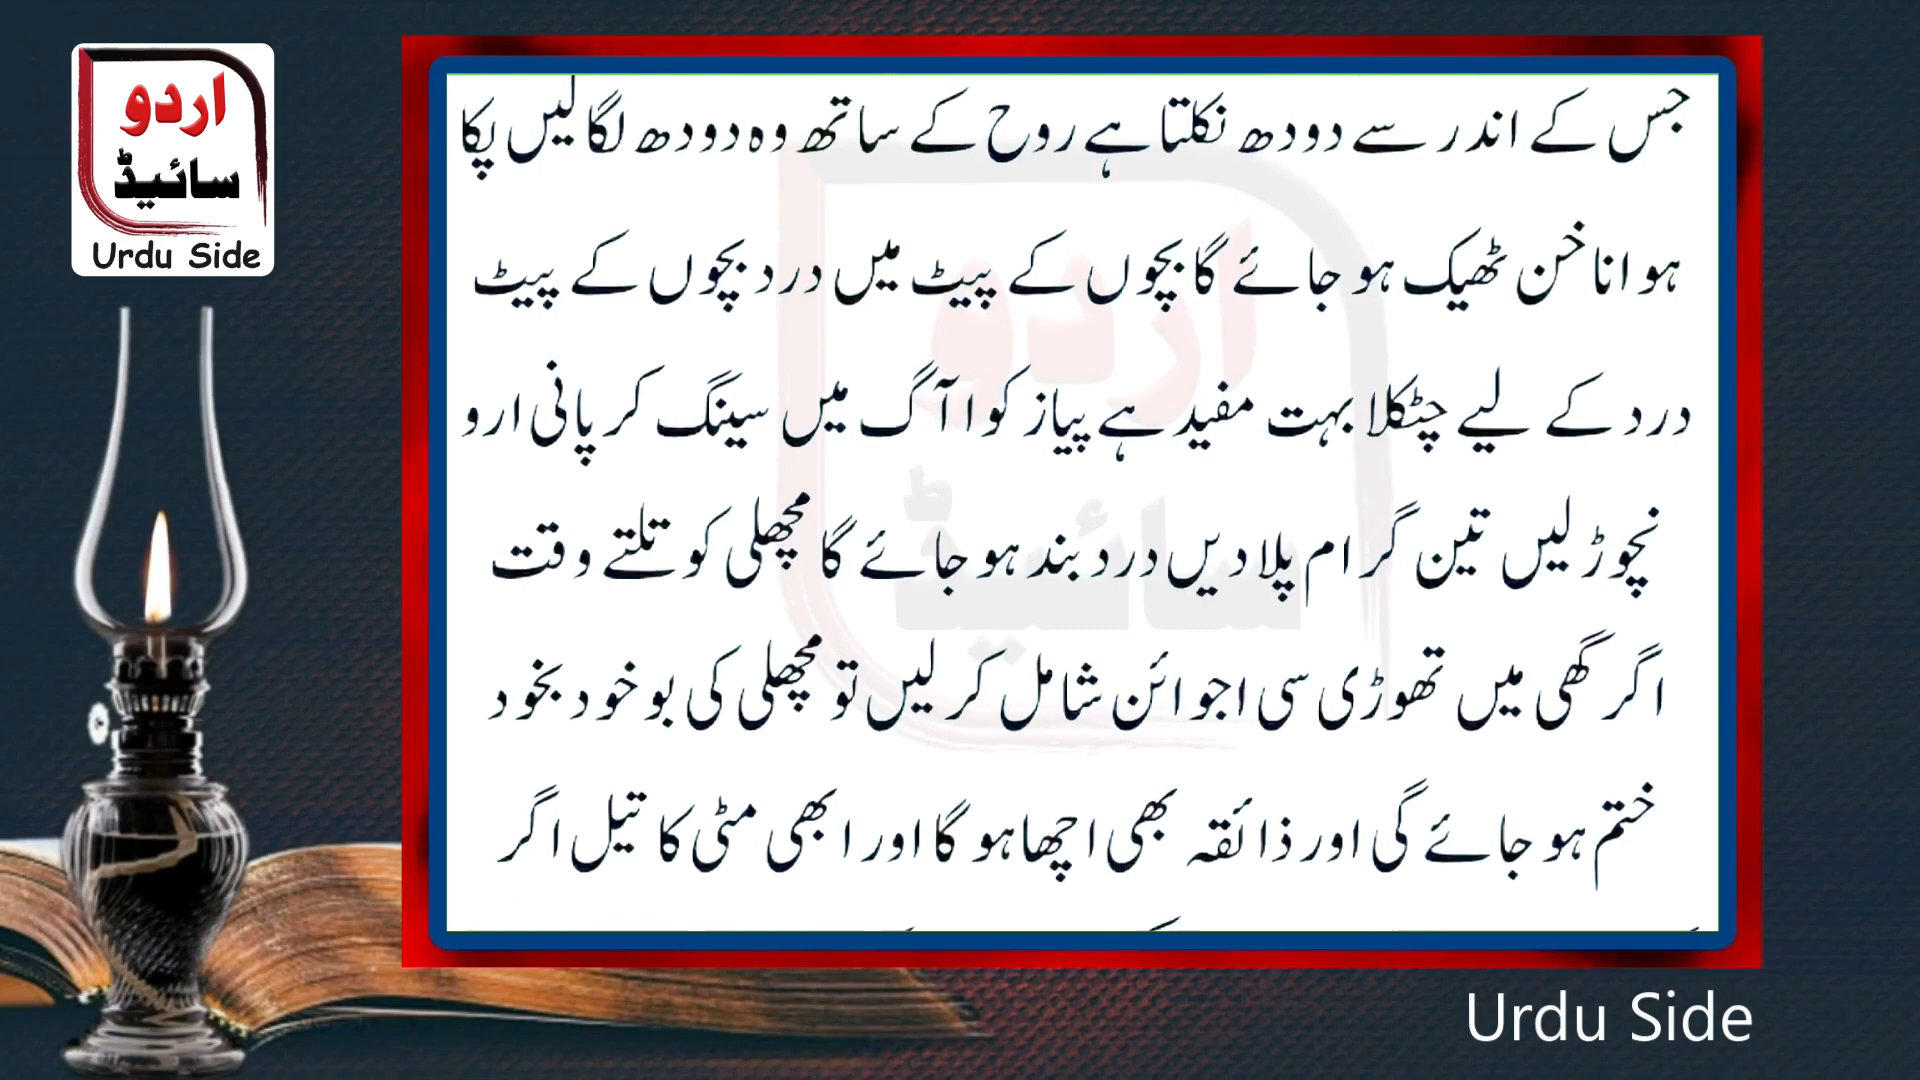 اردو
سائیڈ
Urdu Side
جس کے اندر سے دودھ نکلتا ہے روح کے ساتھ وہ دودھ لگا لیں پکا
ہوا ناخن ٹھیک ہو جائے گا بچوں کے پیٹ میں درد بچوں کے پیٹ
درد کے لیے چٹکلا بہت مفید ہے پیاز کو اآگ میں سینگ کر پانی ارو
نچوڑ لیں تین گرام پلا دیں درد بند ہو جائے گا مچھلی کو تلتے وقت
اگر گھی میں تھوڑی سی اجوائن شامل کر لیں تو مچھلی کی بو خود بخود
ختم ہو جائے گی اور ذائقہ بھی اچھا ہو گا اور ابھی مٹی کا تیل اگر
Urdu Side